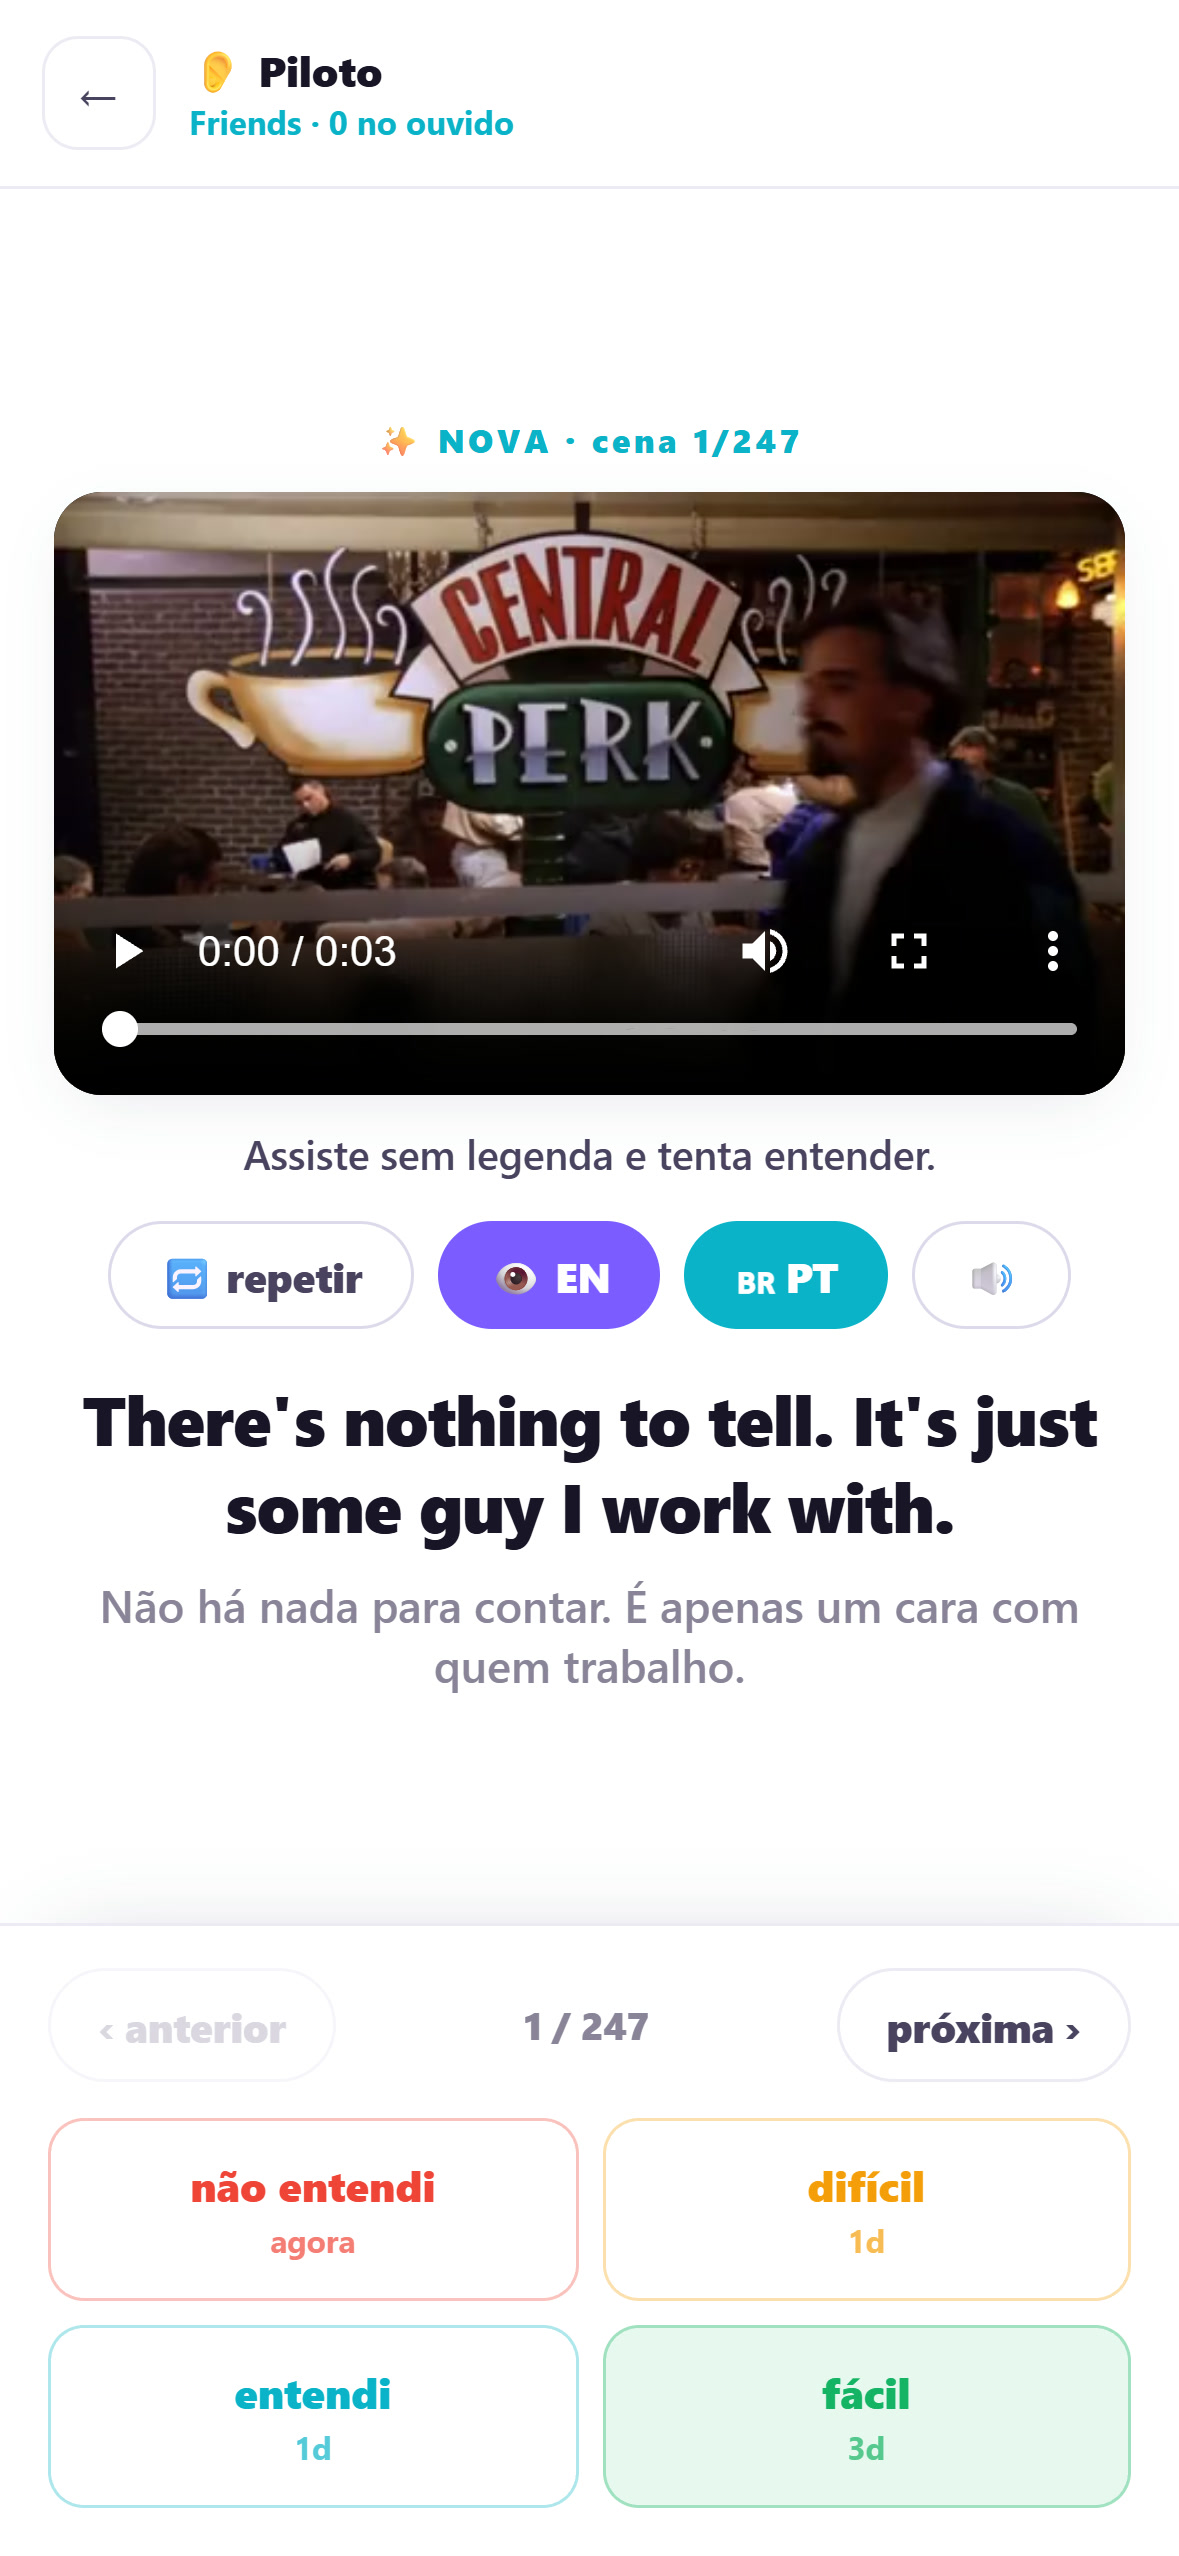 ←
👂 Piloto
Friends · 0 no ouvido
✨ NOVA · cena 1/247
CENTRAL
PERK
0:00 / 0:03
Assiste sem legenda e tenta entender.
🔁 repetir
👁️ EN
BR PT
🔊
There's nothing to tell. It's just
some guy I work with.
Não há nada para contar. É apenas um cara com
quem trabalho.
‹ anterior
1 / 247
próxima ›
não entendi
agora
difícil
1d
entendi
1d
fácil
3d